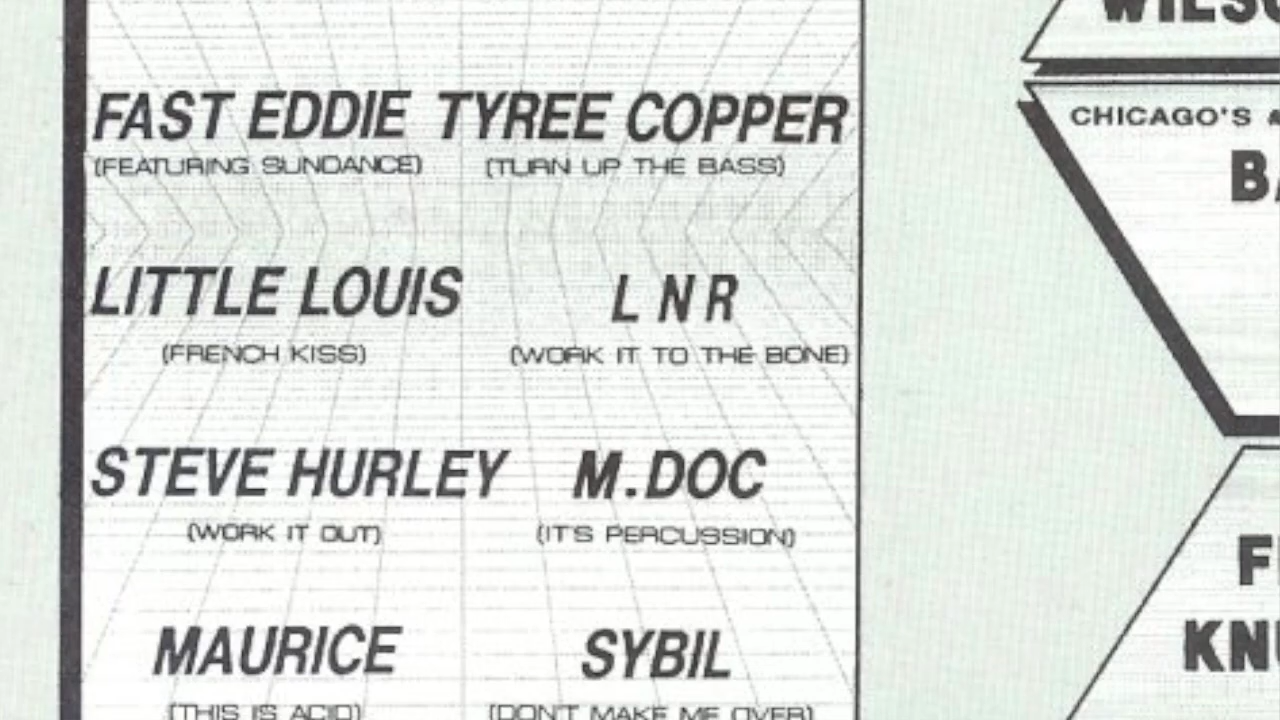 FAST EDDIE TYREE COPPER
(FEATURING SUNDANCE) (TURN UP THE BASS)
LITTLE LOUIS L N R
(FRENCH KISS) (WORK IT TO THE BONE)
STEVE HURLEY M.DOC
(WORK IT OUT) (IT'S PERCUSSION)
MAURICE SYBIL
(THIS IS ACID) (DON'T MAKE ME OVER)
CHICAGO'S